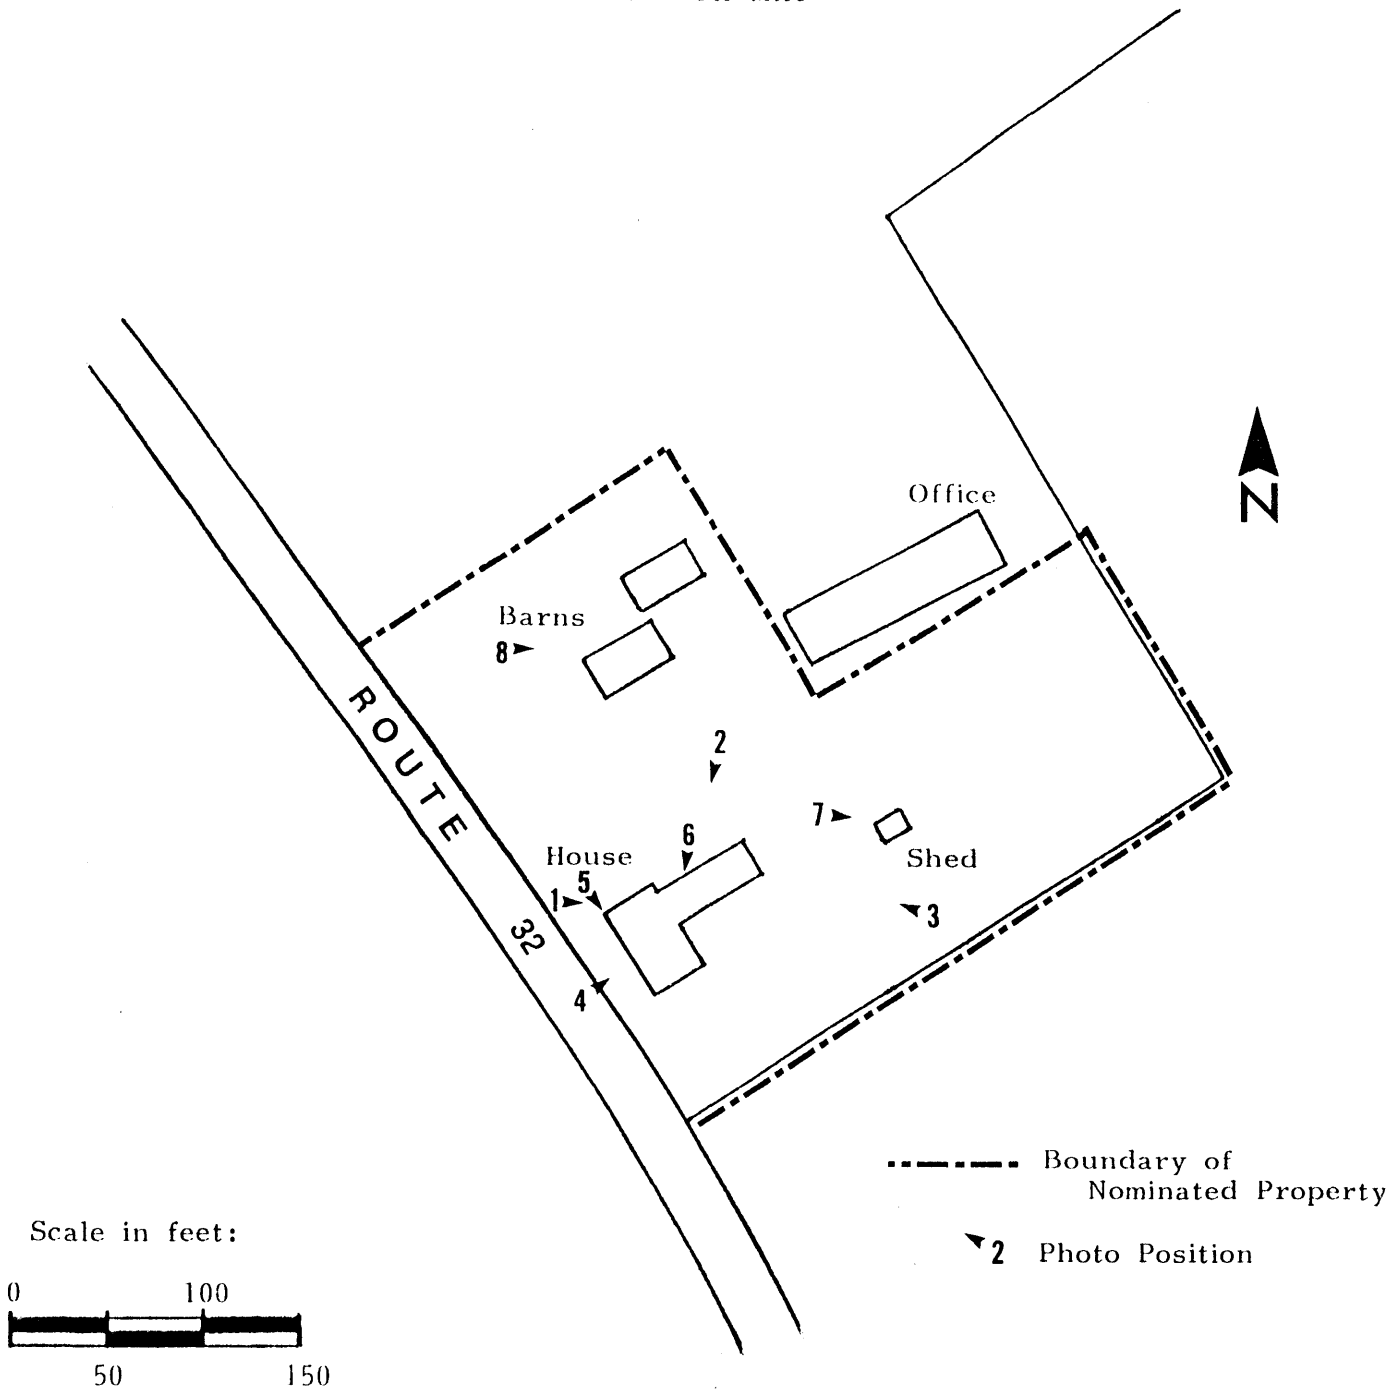 Office
N
Barns
8
ROUTE
2
7
6
House
Shed
5
1
3
32
4
Boundary of
Nominated Property
Scale in feet:
2 Photo Position
0 100
50 150